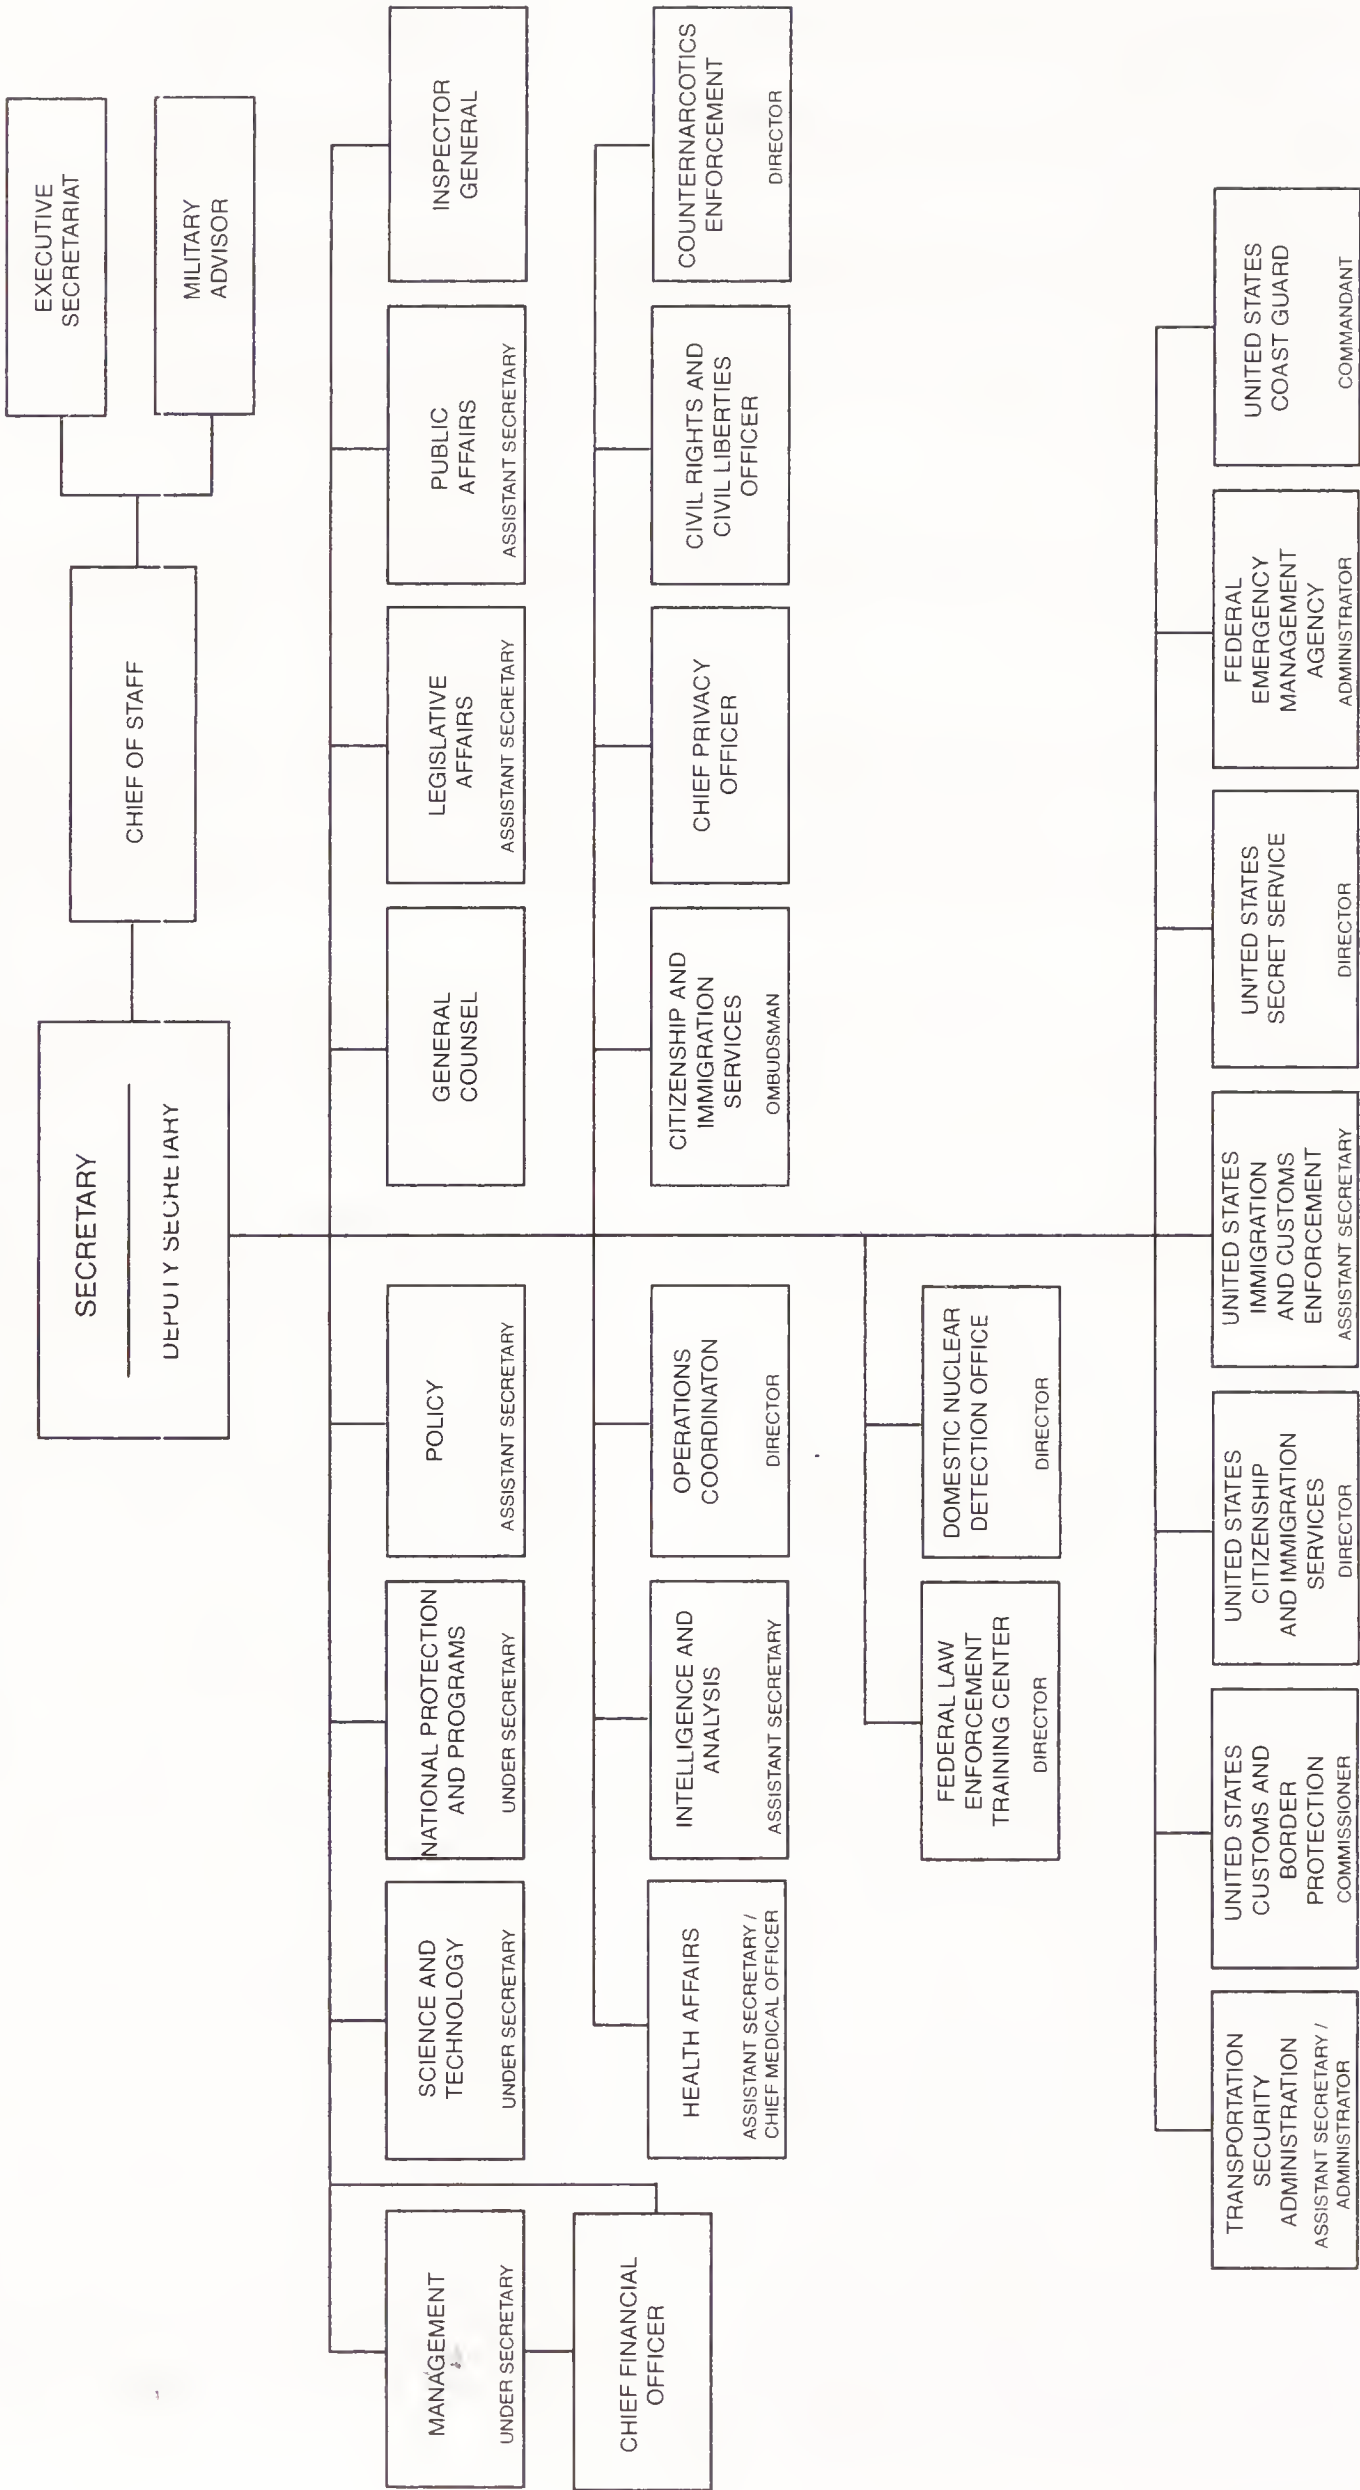 EXECUTIVE
SECRETARIAT
MILITARY
ADVISOR
CHIEF OF STAFF
SECRETARY
DEPUTY SECRETARY
MANAGEMENT
UNDER SECRETARY
CHIEF FINANCIAL
OFFICER
SCIENCE AND
TECHNOLOGY
UNDER SECRETARY
NATIONAL PROTECTION
AND PROGRAMS
UNDER SECRETARY
POLICY
ASSISTANT SECRETARY
GENERAL
COUNSEL
LEGISLATIVE
AFFAIRS
ASSISTANT SECRETARY
PUBLIC
AFFAIRS
ASSISTANT SECRETARY
INSPECTOR
GENERAL
HEALTH AFFAIRS
ASSISTANT SECRETARY /
CHIEF MEDICAL OFFICER
INTELLIGENCE AND
ANALYSIS
ASSISTANT SECRETARY
OPERATIONS
COORDINATON
DIRECTOR
CITIZENSHIP AND
IMMIGRATION
SERVICES
OMBUDSMAN
CHIEF PRIVACY
OFFICER
CIVIL RIGHTS AND
CIVIL LIBERTIES
OFFICER
COUNTERNARCOTICS
ENFORCEMENT
DIRECTOR
FEDERAL LAW
ENFORCEMENT
TRAINING CENTER
DIRECTOR
DOMESTIC NUCLEAR
DETECTION OFFICE
DIRECTOR
TRANSPORTATION
SECURITY
ADMINISTRATION
ASSISTANT SECRETARY /
ADMINISTRATOR
UNITED STATES
CUSTOMS AND
BORDER
PROTECTION
COMMISSIONER
UNITED STATES
CITIZENSHIP
AND IMMIGRATION
SERVICES
DIRECTOR
UNITED STATES
IMMIGRATION
AND CUSTOMS
ENFORCEMENT
ASSISTANT SECRETARY
UNITED STATES
SECRET SERVICE
DIRECTOR
FEDERAL
EMERGENCY
MANAGEMENT
AGENCY
ADMINISTRATOR
UNITED STATES
COAST GUARD
COMMANDANT